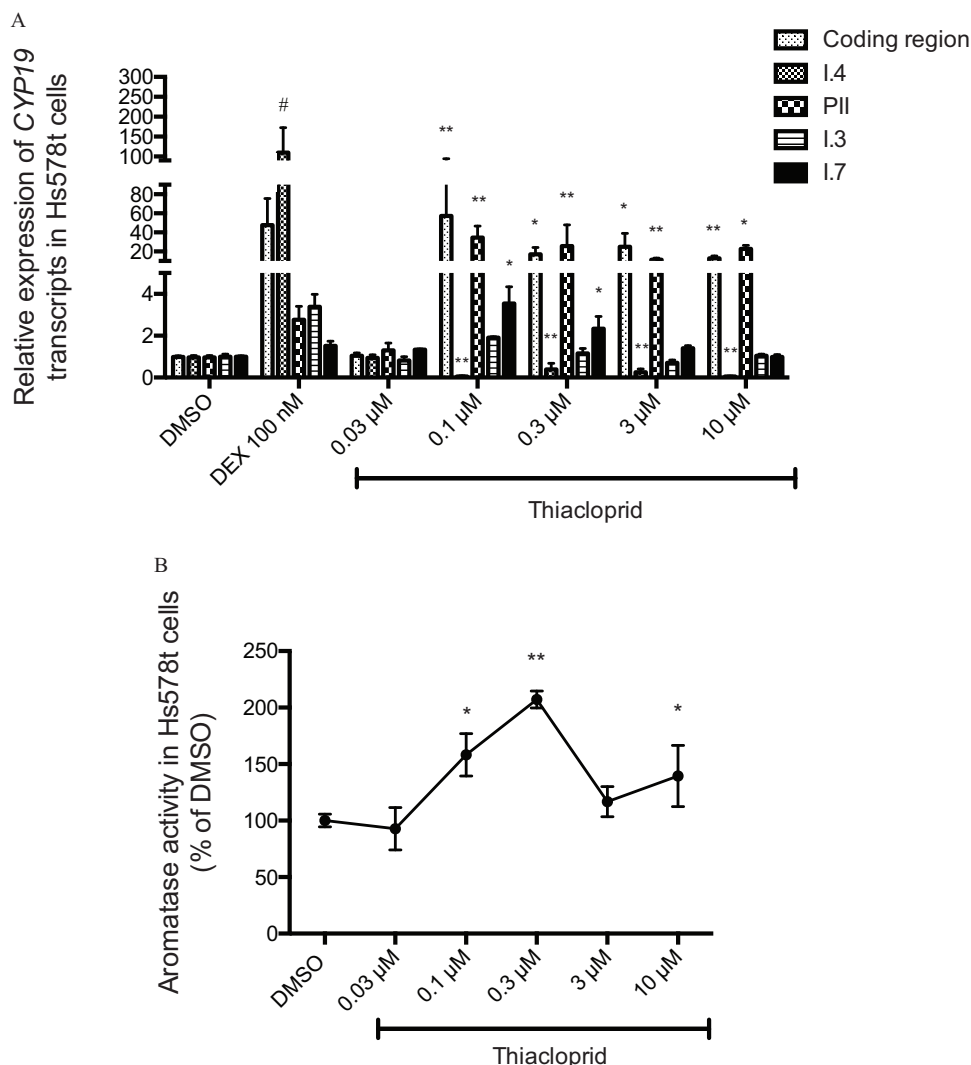 A
Relative expression of CYP19
transcripts in Hs578t cells
300
250
200
150
100
80
60
40
20
4
2
0
#
**
**
**
*
*
**
**
*
*
**
**
**
**
*
Coding region
I.4
PII
I.3
I.7
DMSO
DEX 100 nM
0.03 µM
0.1 µM
0.3 µM
3 µM
10 µM
Thiacloprid
B
Aromatase activity in Hs578t cells
(% of DMSO)
250
200
150
100
50
0
*
**
*
DMSO
0.03 µM
0.1 µM
0.3 µM
3 µM
10 µM
Thiacloprid